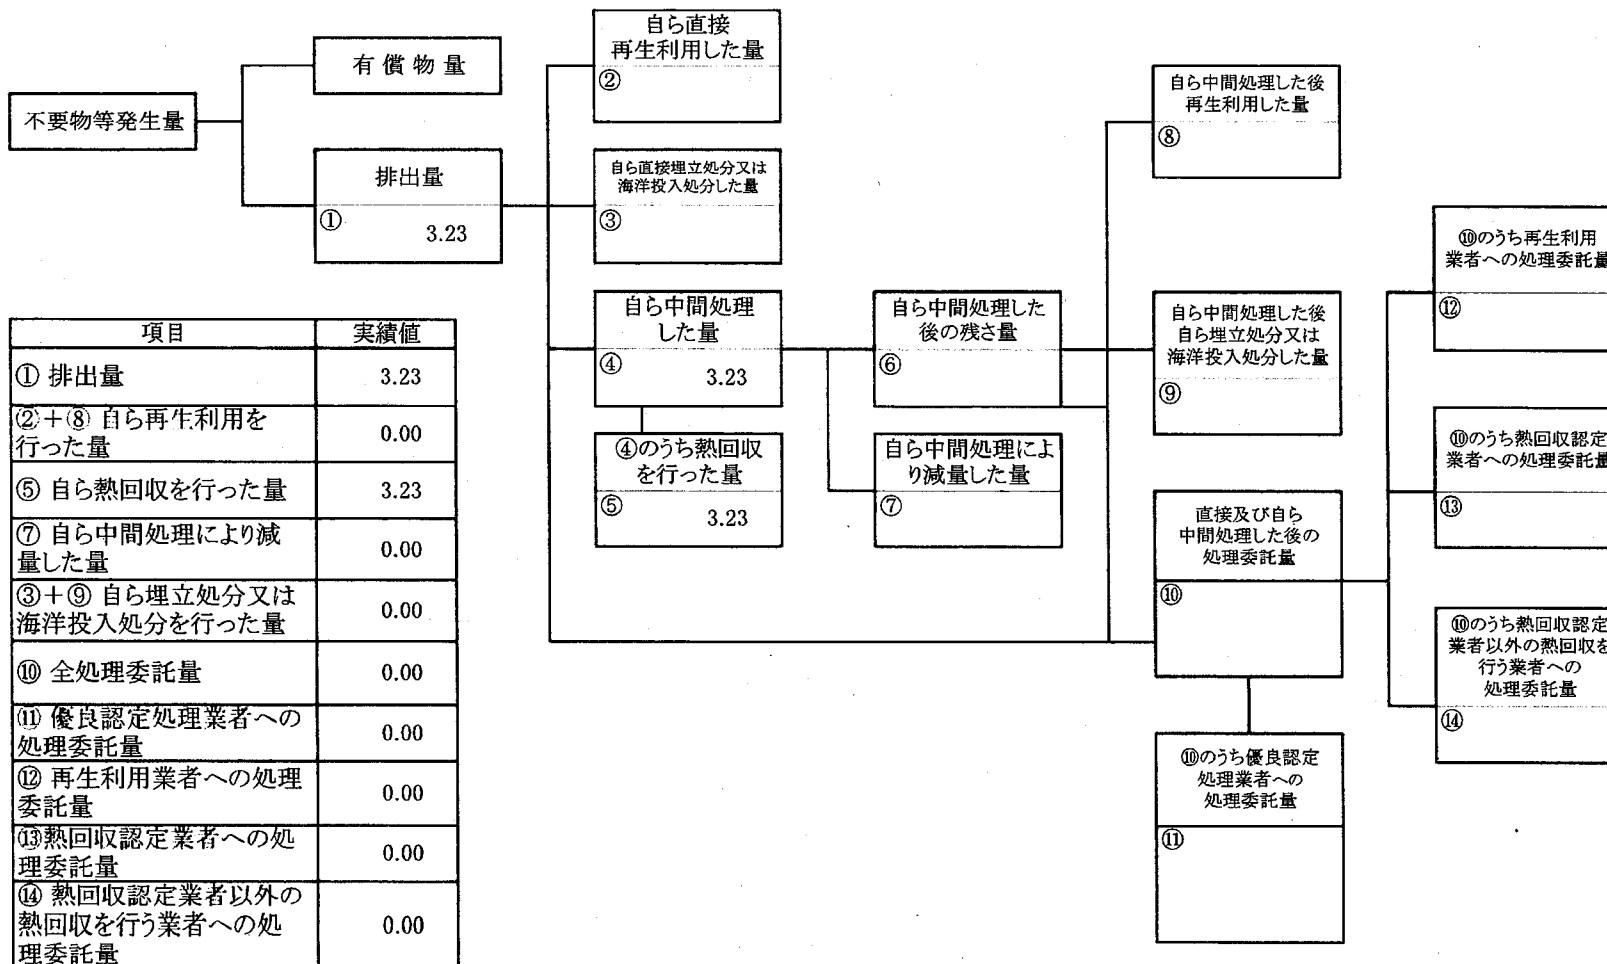 不要物等発生量
有償物量
排出量
①
3.23
自ら直接
再生利用した量
②
自ら直接埋立処分又は
海洋投入処分した量
③
自ら中間処理
した量
④
3.23
④のうち熱回収
を行った量
⑤
3.23
自ら中間処理した
後の残さ量
⑥
自ら中間処理によ
り減量した量
⑦
自ら中間処理した後
再生利用した量
⑧
自ら中間処理した後
自ら埋立処分又は
海洋投入処分した量
⑨
直接及び自ら
中間処理した後の
処理委託量
⑩
⑩のうち優良認定
処理業者への
処理委託量
⑪
⑩のうち再生利用
業者への処理委託量
⑫
⑩のうち熱回収認定
業者への処理委託量
⑬
⑩のうち熱回収認定
業者以外の熱回収を
行う業者への
処理委託量
⑭
項目 実績値
① 排出量 3.23
②+⑧ 自ら再生利用を
行った量 0.00
⑤ 自ら熱回収を行った量 3.23
⑦ 自ら中間処理により減
量した量 0.00
③+⑨ 自ら埋立処分又は
海洋投入処分を行った量 0.00
⑩ 全処理委託量 0.00
⑪ 優良認定処理業者への
処理委託量 0.00
⑫ 再生利用業者への処理
委託量 0.00
⑬熱回収認定業者への処
理委託量 0.00
⑭ 熱回収認定業者以外の
熱回収を行う業者への処
理委託量 0.00